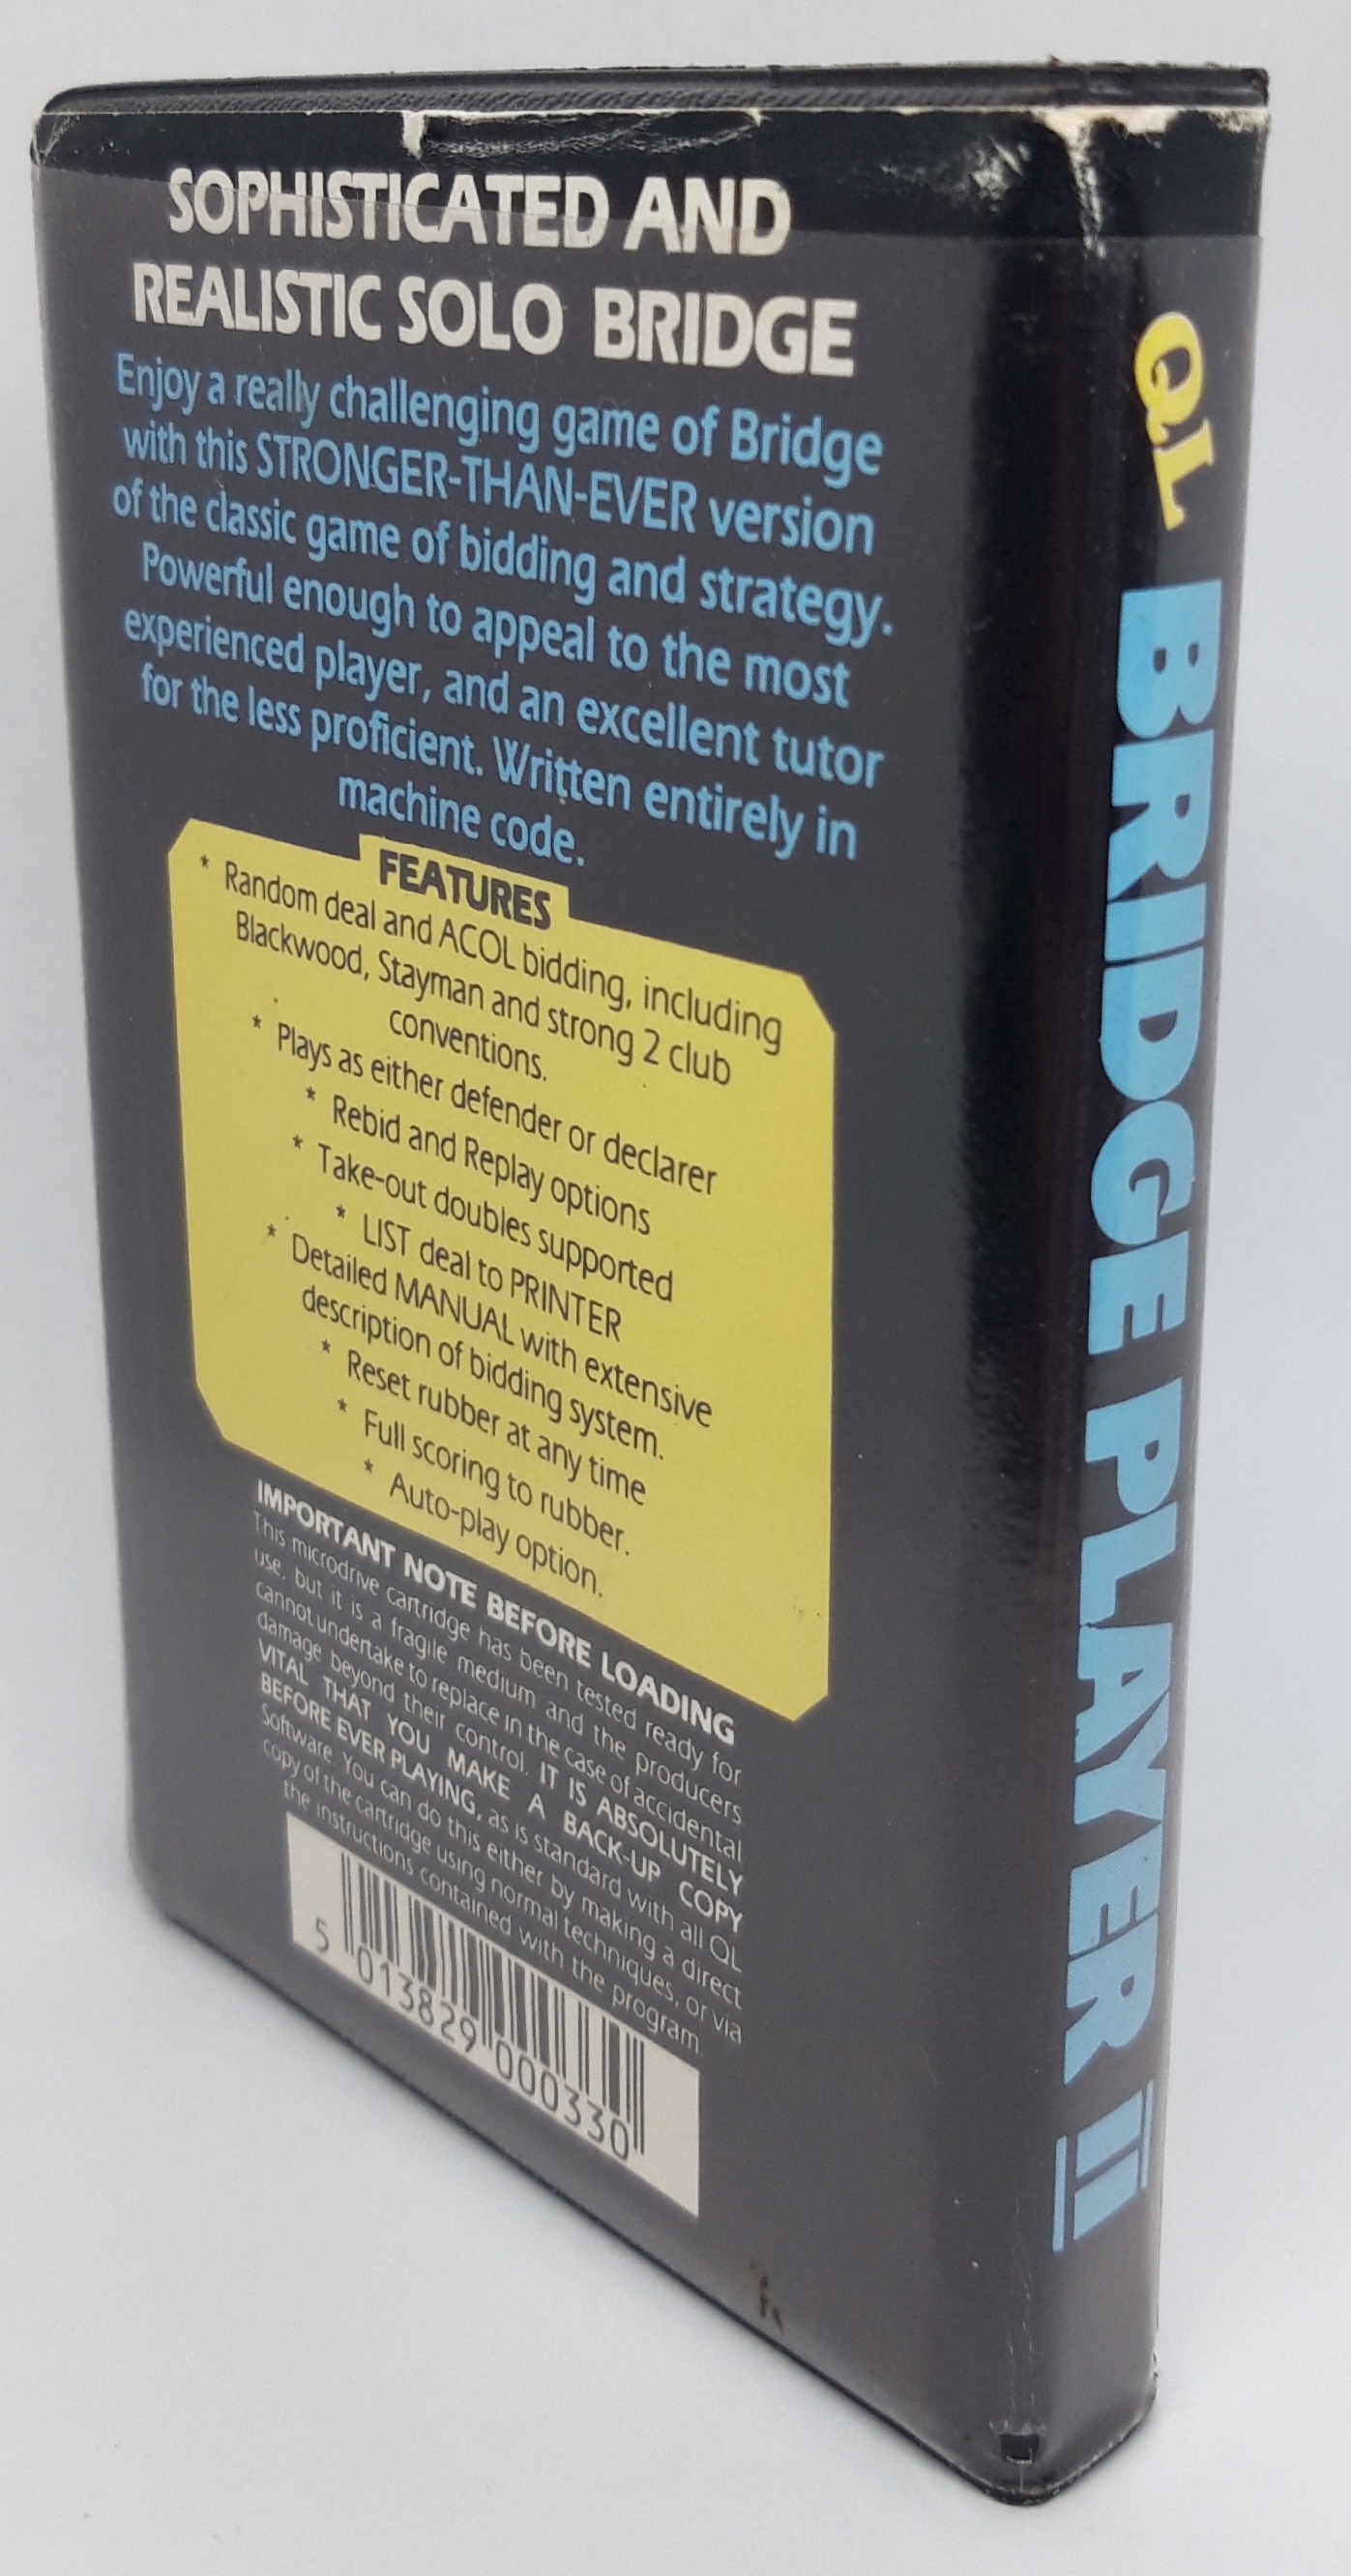 SOPHISTICATED AND
REALISTIC SOLO BRIDGE
Enjoy a really challenging game of Bridge
with this STRONGER-THAN-EVER version
of the classic game of bidding and strategy.
Powerful enough to appeal to the most
experienced player, and an excellent tutor
for the less proficient. Written entirely in
machine code.
FEATURES
* Random deal and ACOL bidding, including
Blackwood, Stayman and strong 2 club
conventions.
* Plays as either defender or declarer
* Rebid and Replay options
* Take-out doubles supported
* LIST deal to PRINTER
* Detailed MANUAL with extensive
description of bidding system.
* Reset rubber at any time
* Full scoring to rubber.
* Auto-play option.
IMPORTANT NOTE BEFORE LOADING
This microdrive cartridge has been tested ready for
use, but it is a fragile medium and the producers
cannot undertake to replace in the case of accidental
damage beyond their control. IT IS ABSOLUTELY
VITAL THAT YOU MAKE A BACK-UP COPY
BEFORE EVER PLAYING, as is standard with all QL
Software. You can do this either by making a direct
copy of the cartridge using normal techniques, or via
the instructions contained with the program.
5 013829 000330
QL BRIDGE PLAYER II